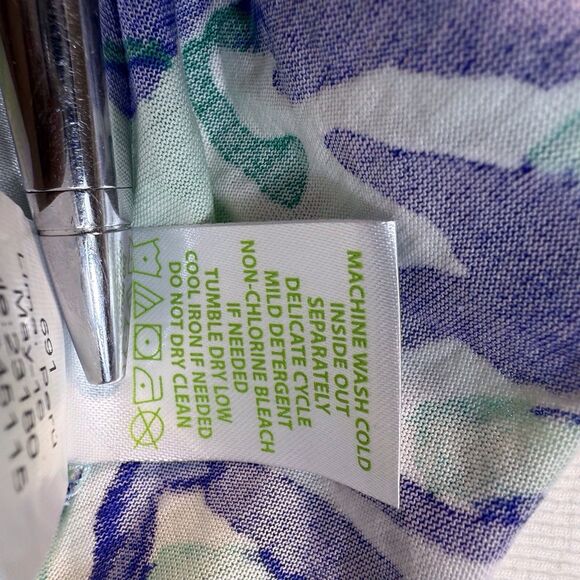 MACHINE WASH COLD
INSIDE OUT
SEPARATELY
DELICATE CYCLE
MILD DETERGENT
NON-CHLORINE BLEACH
IF NEEDED
TUMBLE DRY LOW
COOL IRON IF NEEDED
DO NOT DRY CLEAN